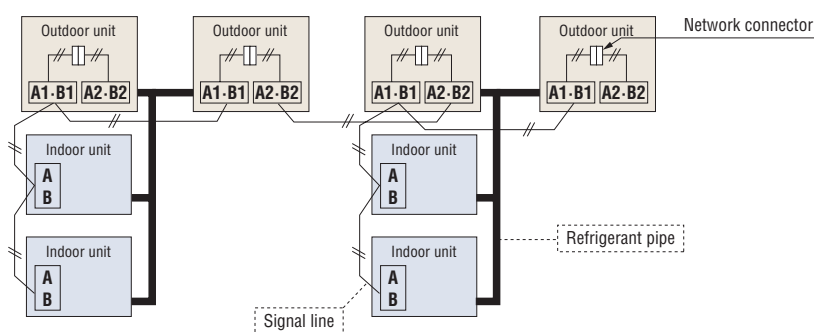 Outdoor unit
Outdoor unit
Outdoor unit
Outdoor unit
Network connector
A1·B1 A2·B2
A1·B1 A2·B2
A1·B1 A2·B2
A1·B1 A2·B2
Indoor unit
A
B
Indoor unit
A
B
Indoor unit
A
B
Indoor unit
A
B
Refrigerant pipe
Signal line